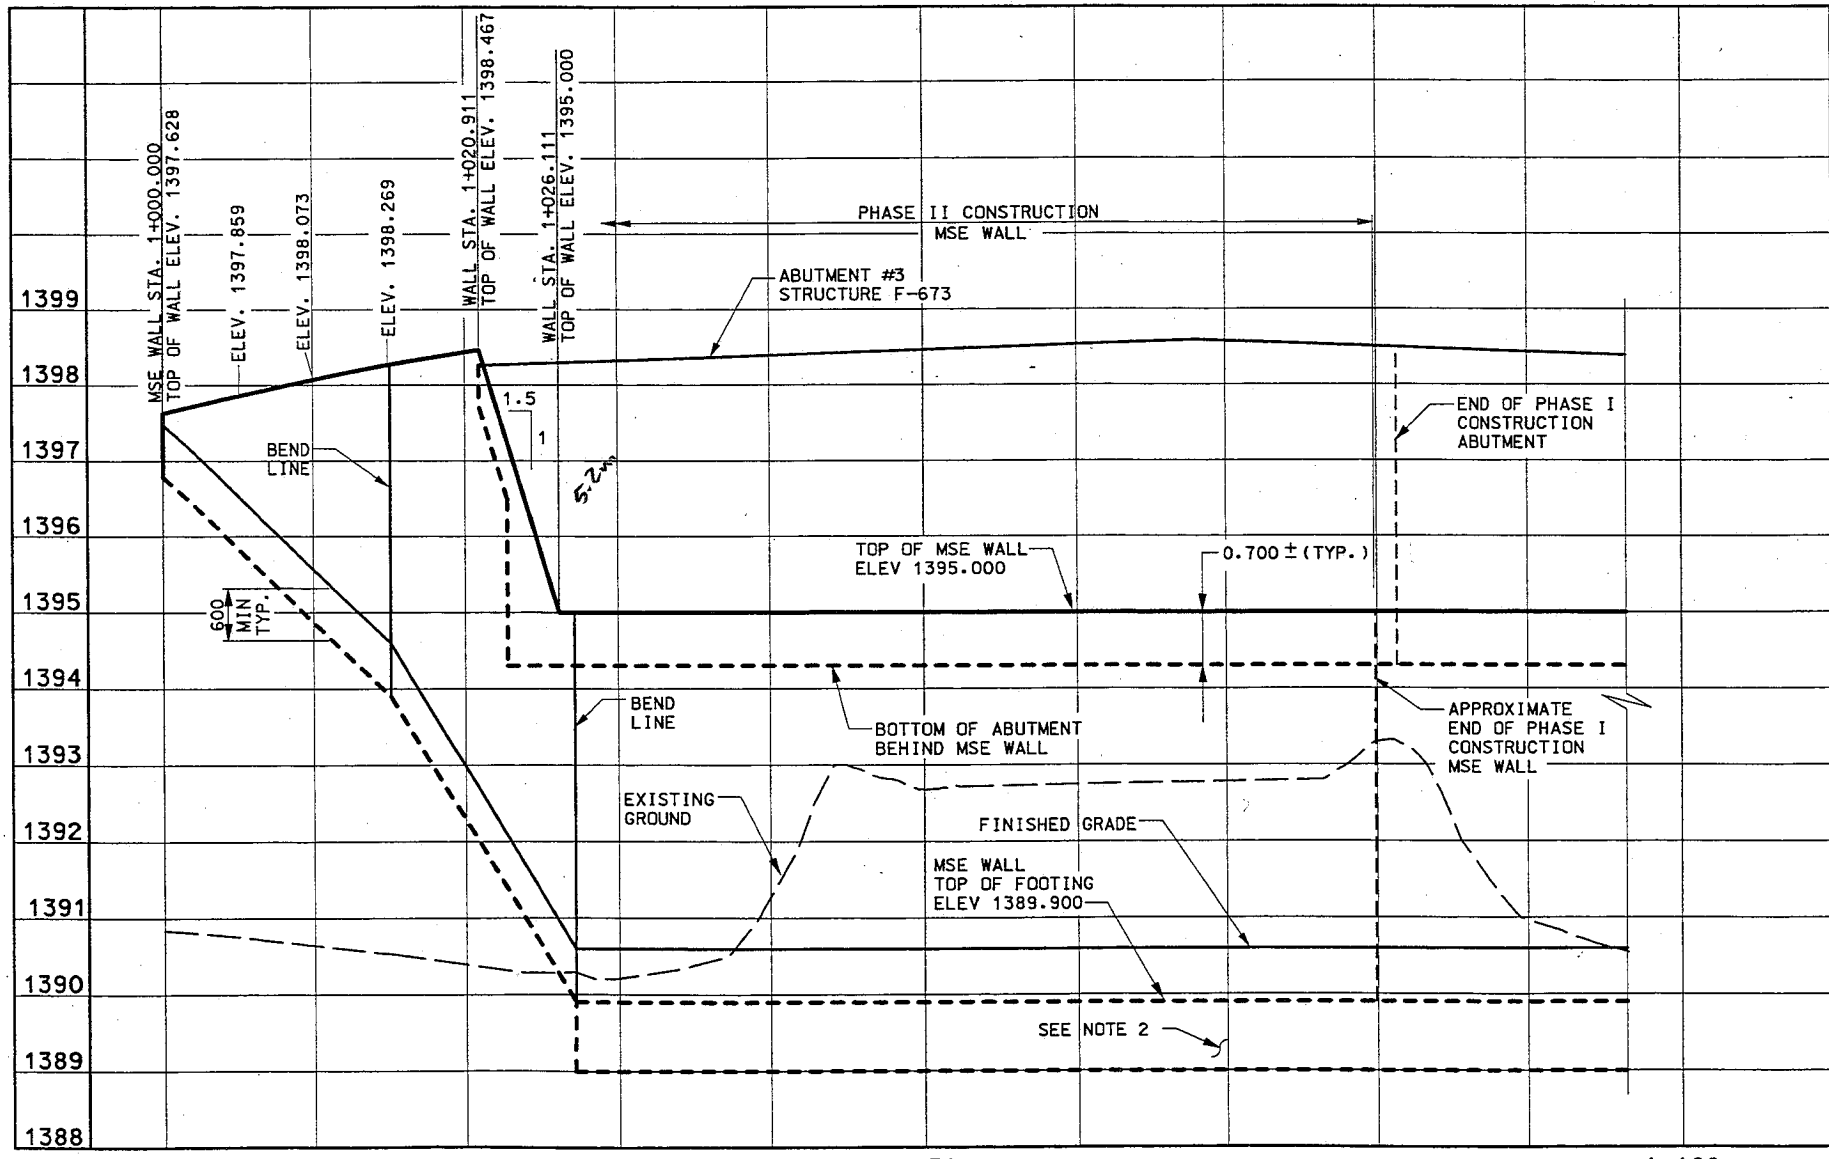 MSE WALL STA. 1+000.000
TOP OF WALL ELEV. 1397.628
ELEV. 1397.859
ELEV. 1398.073
ELEV. 1398.269
WALL STA. 1+020.911
TOP OF WALL ELEV. 1398.467
WALL STA. 1+026.111
TOP OF WALL ELEV. 1395.000
PHASE II CONSTRUCTION
MSE WALL
ABUTMENT #3
STRUCTURE F-673
1399
1398
1397
1396
1395
1394
1393
1392
1391
1390
1389
1388
1.5
1
5.2m
BEND
LINE
END OF PHASE I
CONSTRUCTION
ABUTMENT
TOP OF MSE WALL
ELEV 1395.000
0.700 ± (TYP.)
600
MIN
TYP.
BEND
LINE
BOTTOM OF ABUTMENT
BEHIND MSE WALL
APPROXIMATE
END OF PHASE I
CONSTRUCTION
MSE WALL
EXISTING
GROUND
FINISHED GRADE
MSE WALL
TOP OF FOOTING
ELEV 1389.900
SEE NOTE 2